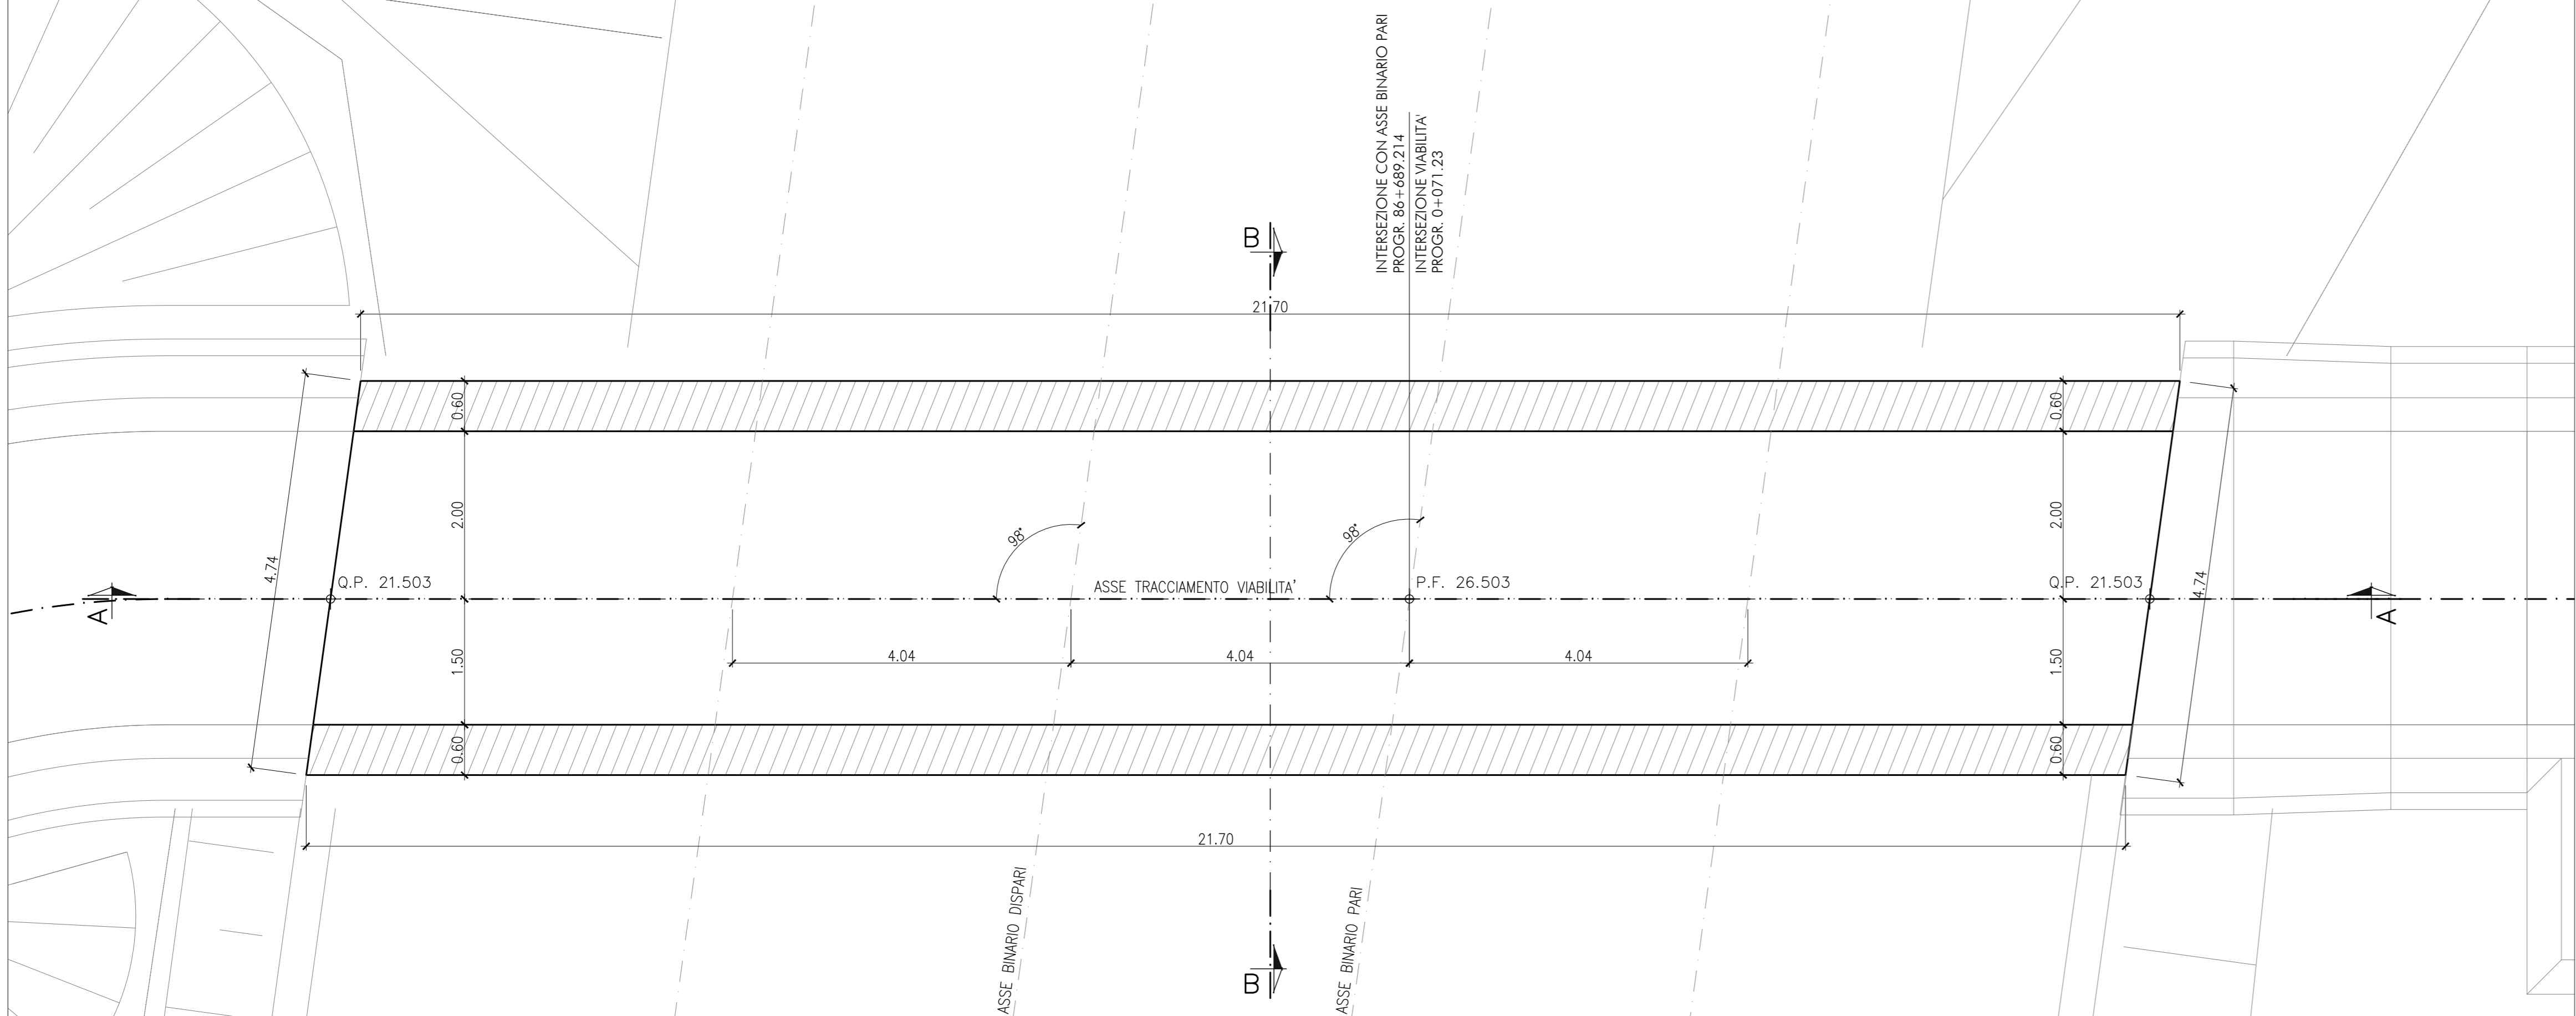 INTERSEZIONE CON ASSE BINARIO PARI
PROGR. 86+689.214
INTERSEZIONE VIABILITA'
PROGR. 0+071.23
B
21.70
0.60
0.60
2.00
2.00
98°
98°
4.74
Q.P. 21.503
ASSE TRACCIAMENTO VIABILITA'
P.F. 26.503
Q.P. 21.503
4.74
A
A
1.50
4.04
4.04
4.04
1.50
0.60
0.60
21.70
ASSE BINARIO DISPARI
ASSE BINARIO PARI
B